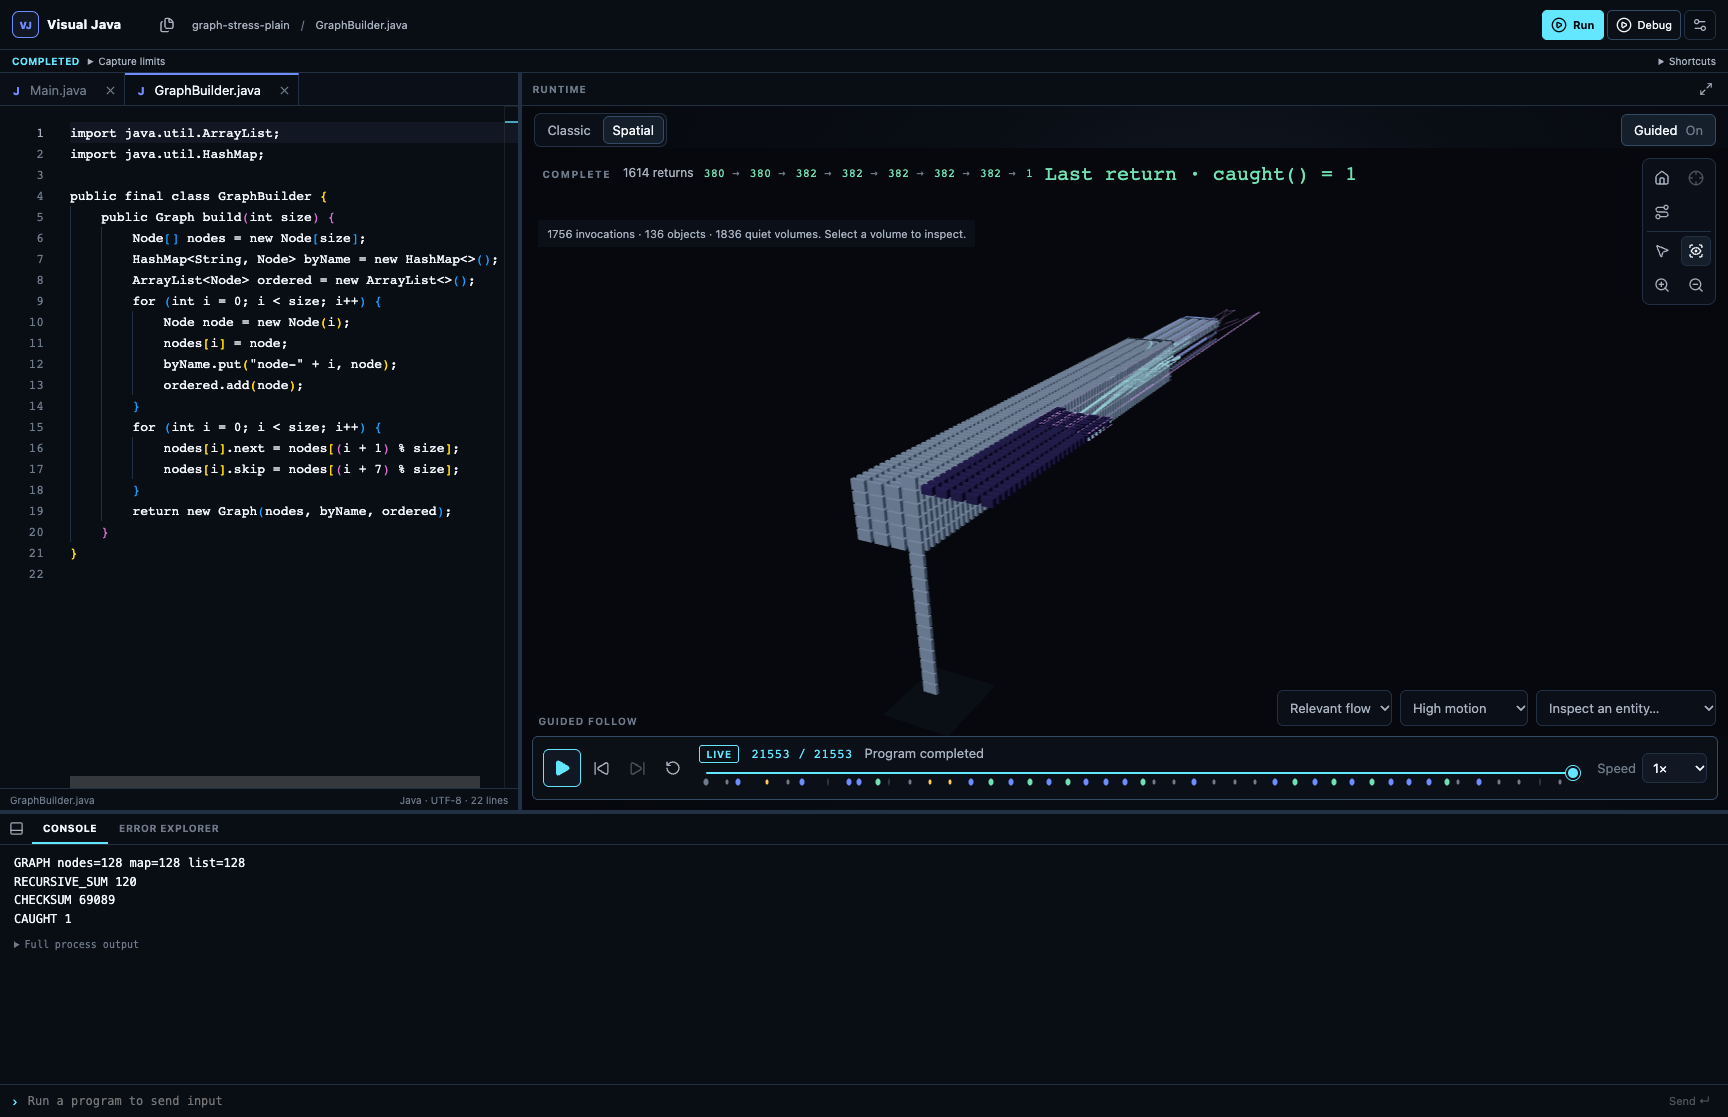 VJ Visual Java graph-stress-plain / GraphBuilder.java Run Debug
COMPLETED Capture limits Shortcuts
J Main.java J GraphBuilder.java
1 import java.util.ArrayList;
2 import java.util.HashMap;
3
4 public final class GraphBuilder {
5 public Graph build(int size) {
6 Node[] nodes = new Node[size];
7 HashMap<String, Node> byName = new HashMap<>();
8 ArrayList<Node> ordered = new ArrayList<>();
9 for (int i = 0; i < size; i++) {
10 Node node = new Node(i);
11 nodes[i] = node;
12 byName.put("node-" + i, node);
13 ordered.add(node);
14 }
15 for (int i = 0; i < size; i++) {
16 nodes[i].next = nodes[(i + 1) % size];
17 nodes[i].skip = nodes[(i + 7) % size];
18 }
19 return new Graph(nodes, byName, ordered);
20 }
21 }
22
GraphBuilder.java Java · UTF-8 · 22 lines
RUNTIME
Classic Spatial Guided On
COMPLETE 1614 returns 380 → 380 → 382 → 382 → 382 → 382 → 382 → 1 Last return · caught() = 1
1756 invocations · 136 objects · 1836 quiet volumes. Select a volume to inspect.
Relevant flow High motion Inspect an entity...
GUIDED FOLLOW
LIVE 21553 / 21553 Program completed
Speed 1×
CONSOLE ERROR EXPLORER
GRAPH nodes=128 map=128 list=128
RECURSIVE_SUM 120
CHECKSUM 69089
CAUGHT 1
Full process output
› Run a program to send input Send ↵